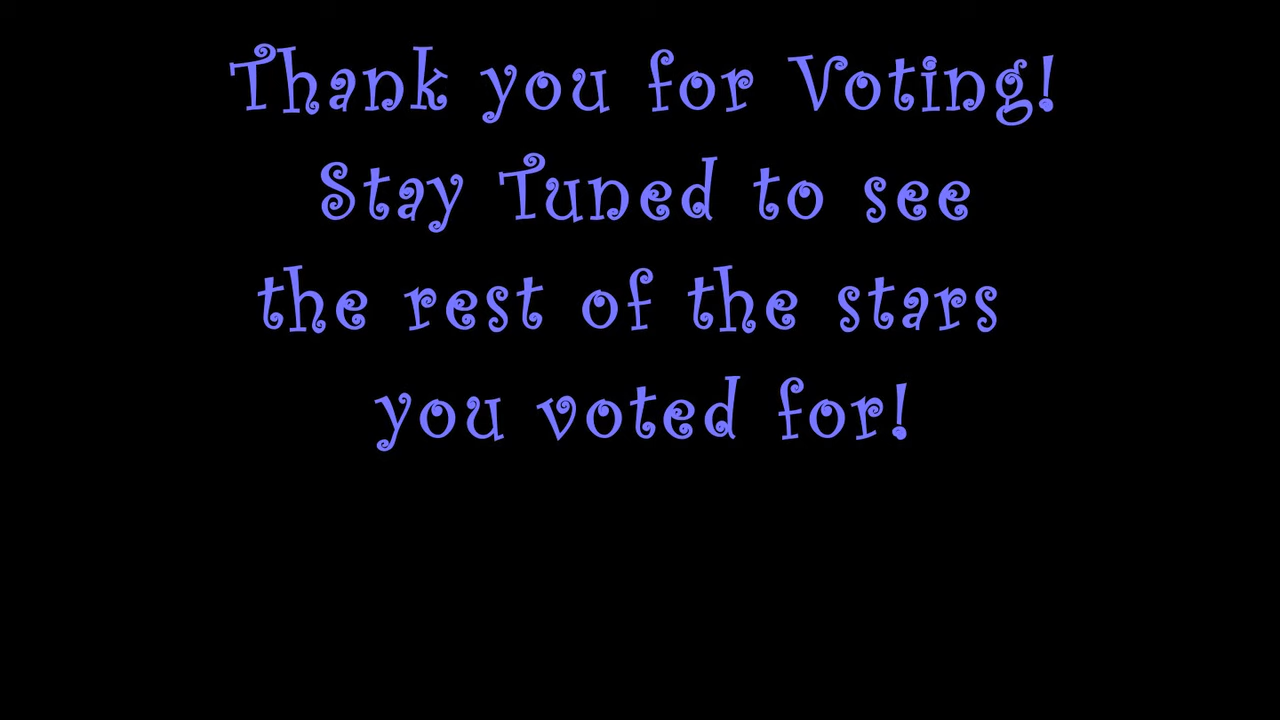 Thank you for Voting!
Stay Tuned to see
the rest of the stars
you voted for!